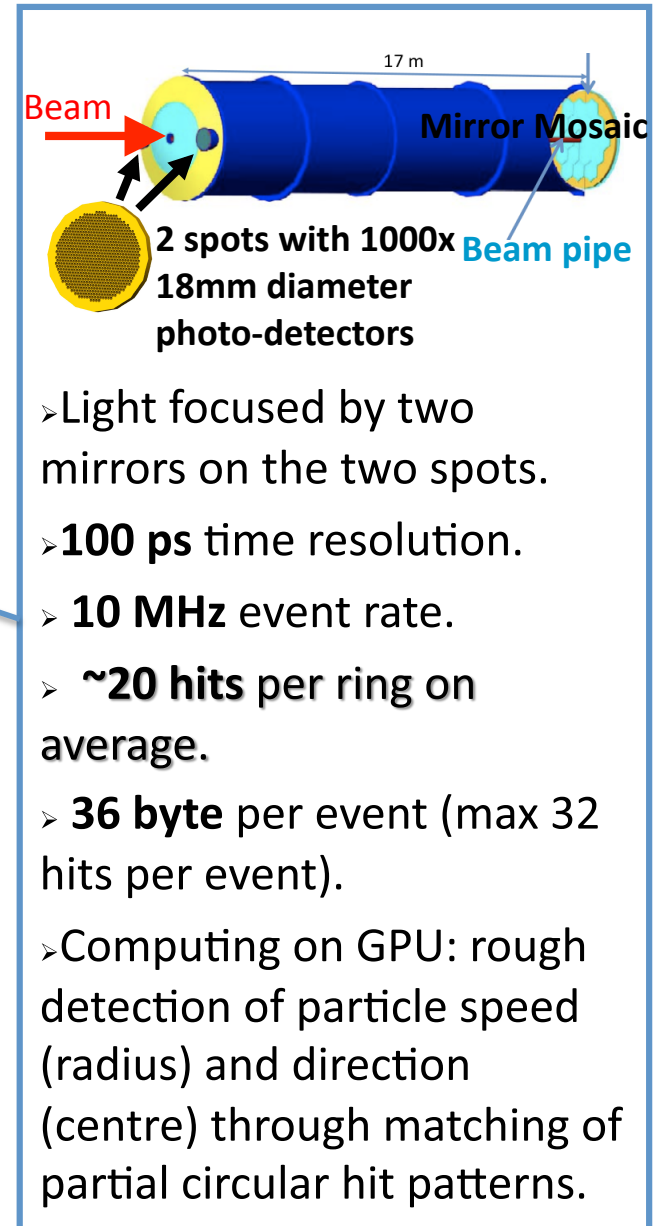 17 m
Beam
Mirror Mosaic
2 spots with 1000x
18mm diameter
photo-detectors
Beam pipe
➢Light focused by two
mirrors on the two spots.
➢100 ps time resolution.
➢ 10 MHz event rate.
➢ ~20 hits per ring on
average.
➢ 36 byte per event (max 32
hits per event).
➢Computing on GPU: rough
detection of particle speed
(radius) and direction
(centre) through matching of
partial circular hit patterns.